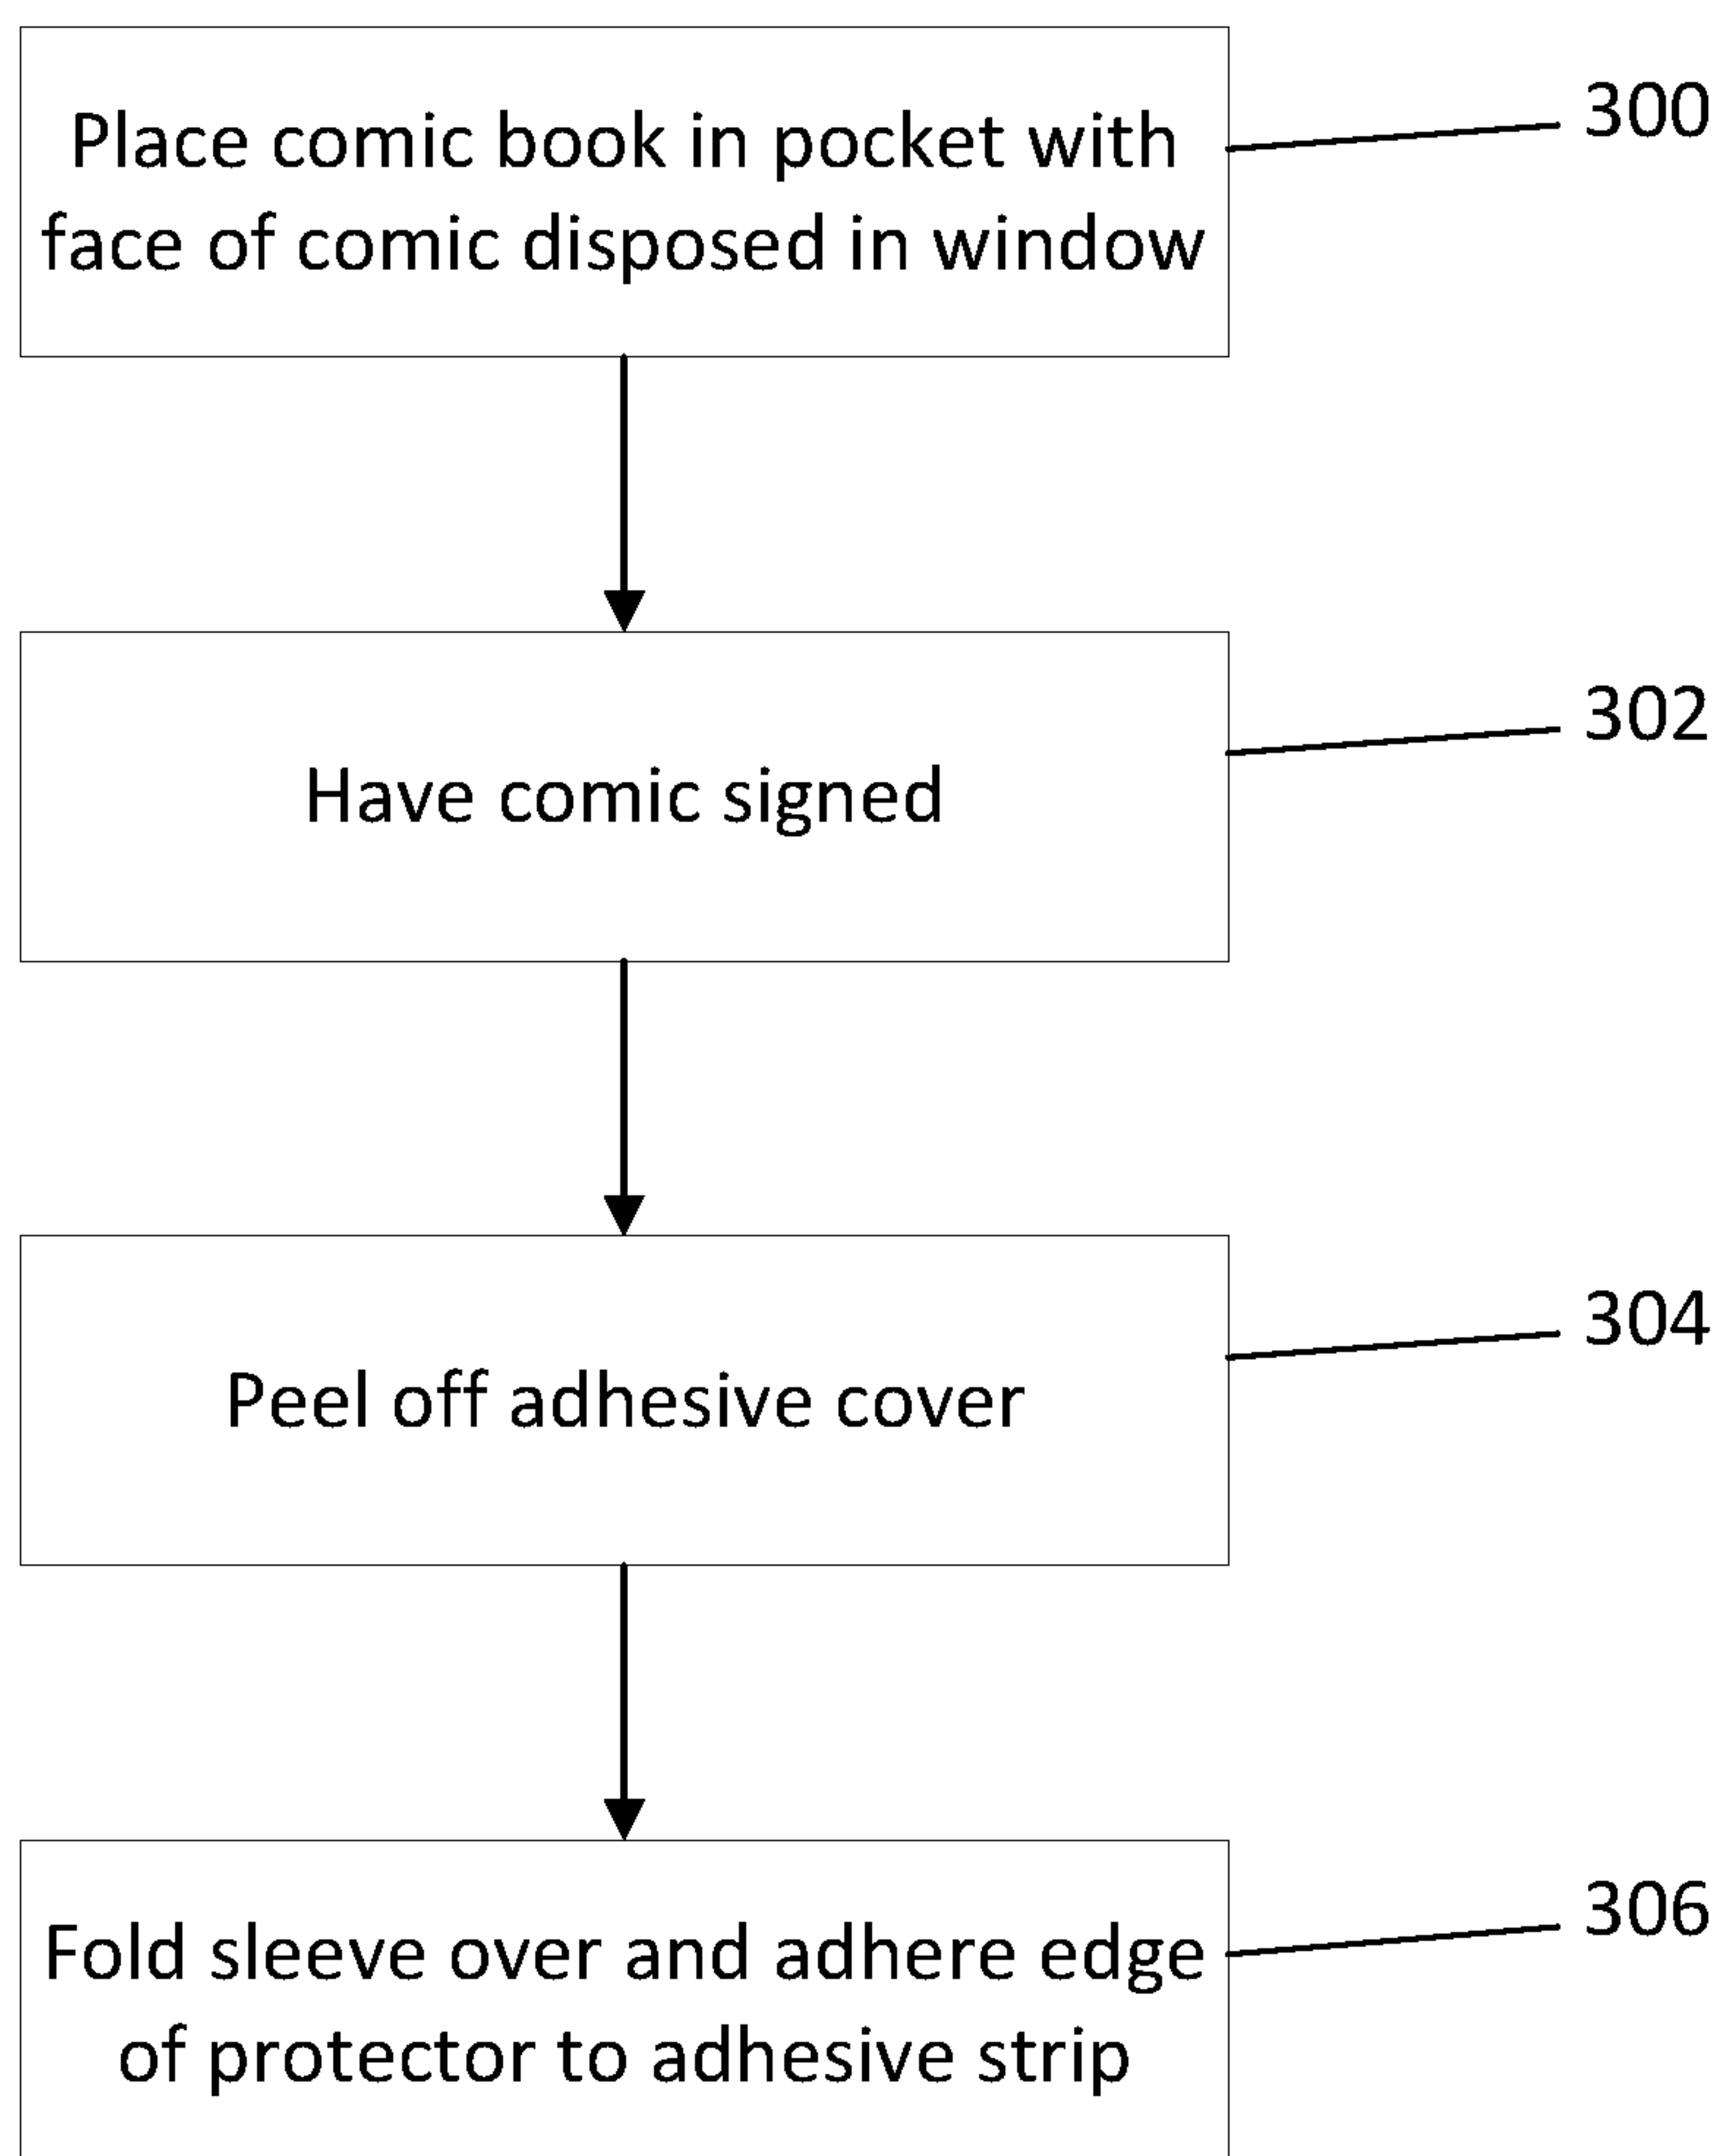 Place comic book in pocket with
face of comic disposed in window
300
Have comic signed
302
Peel off adhesive cover
304
Fold sleeve over and adhere edge
of protector to adhesive strip
306